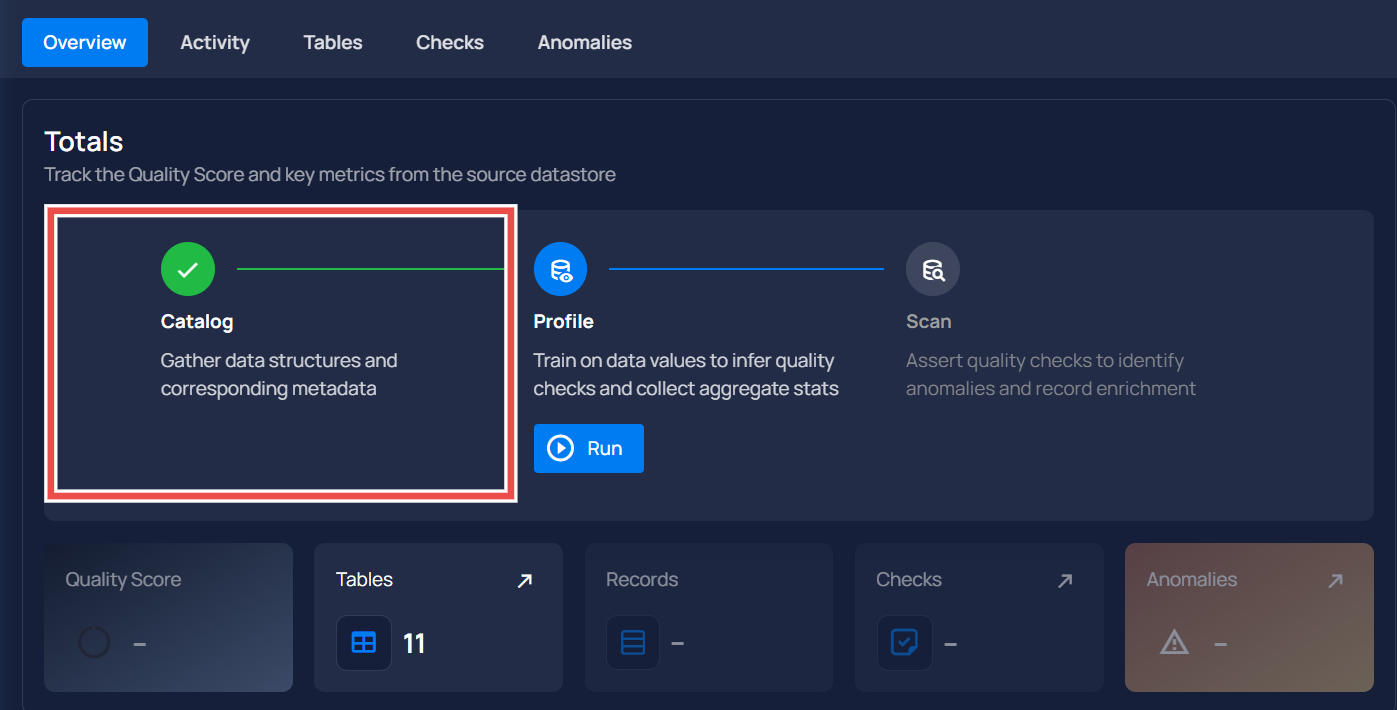 Overview Activity Tables Checks Anomalies
Totals
Track the Quality Score and key metrics from the source datastore
Catalog
Gather data structures and
corresponding metadata
Profile
Train on data values to infer quality
checks and collect aggregate stats
Run
Scan
Assert quality checks to identify
anomalies and record enrichment
Quality Score
–
Tables
11
Records
–
Checks
–
Anomalies
–